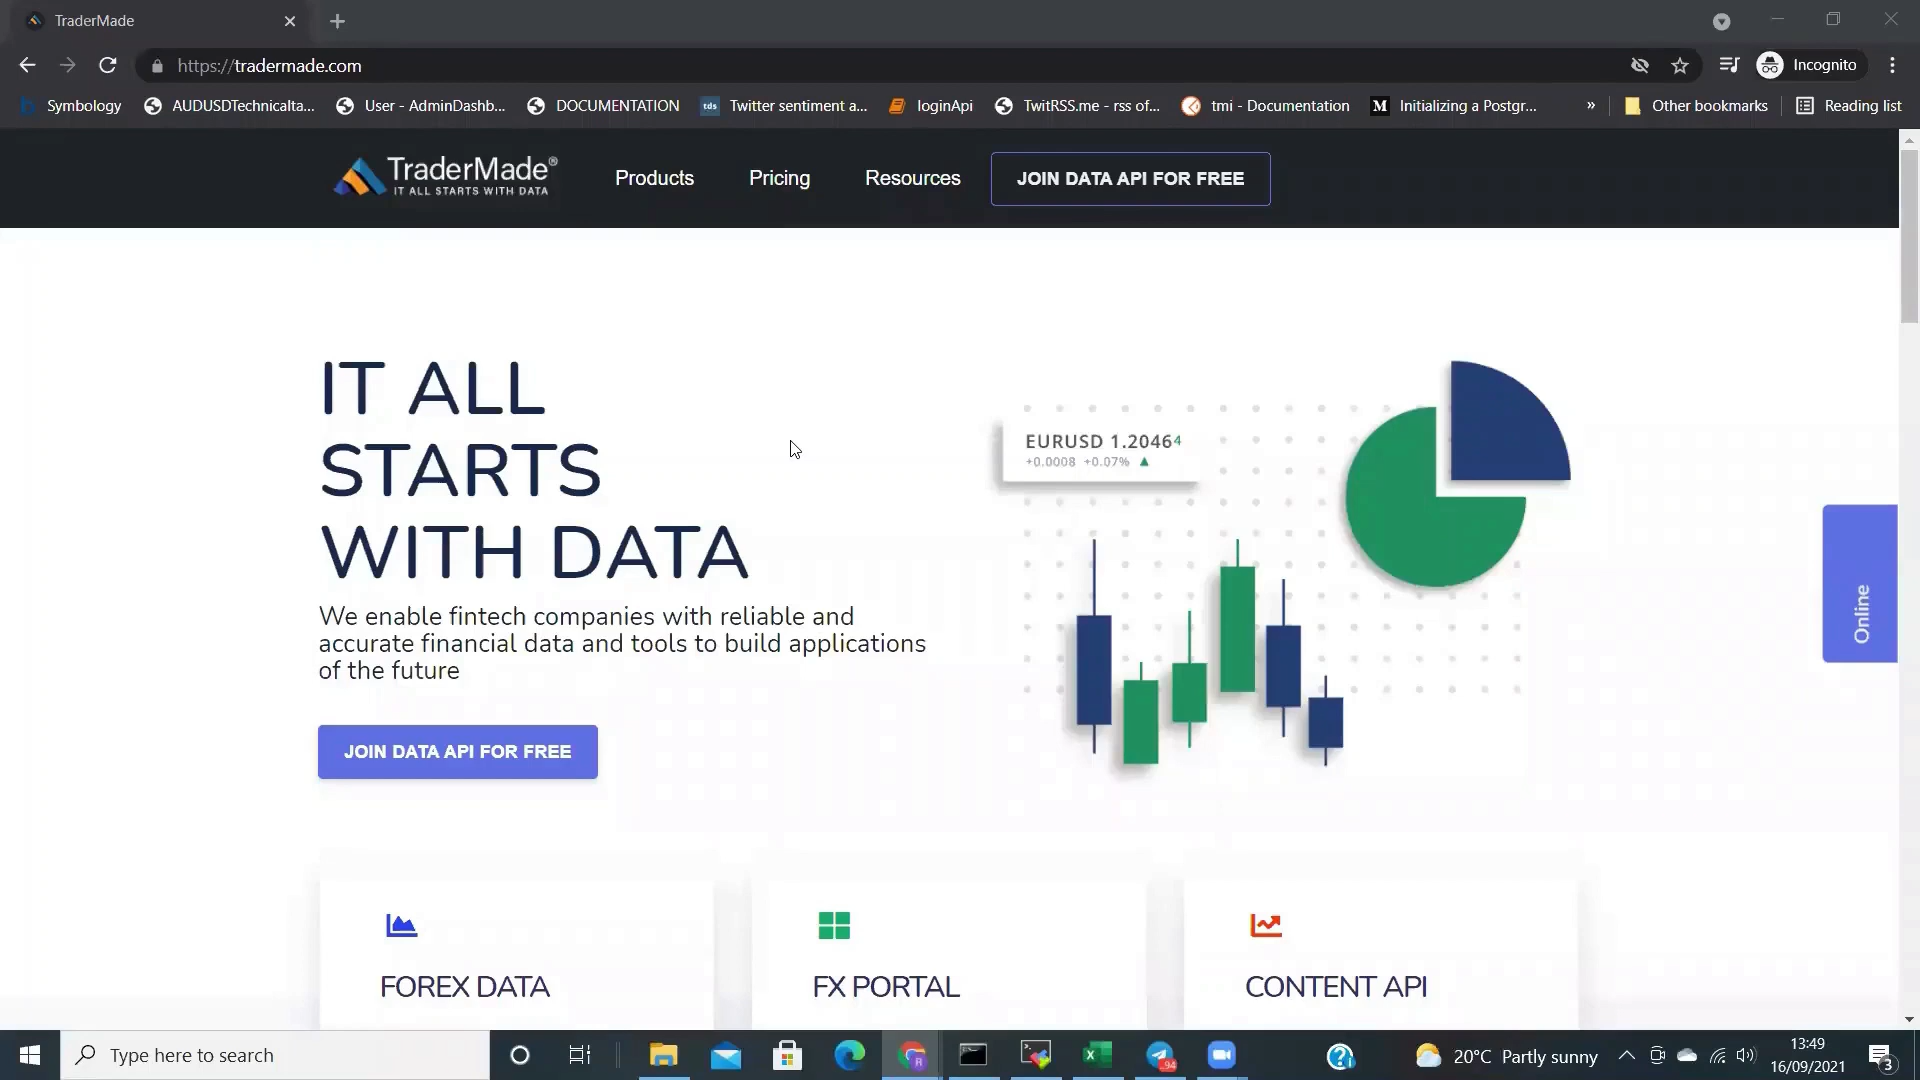 TraderMade
https://tradermade.com
Incognito
Symbology
AUDUSDTechnicalta...
User - AdminDashb...
DOCUMENTATION
tds
Twitter sentiment a...
loginApi
TwitRSS.me - rss of...
tmi - Documentation
M
Initializing a Postgr...
»
Other bookmarks
Reading list
TraderMade®
IT ALL STARTS WITH DATA
Products
Pricing
Resources
JOIN DATA API FOR FREE
IT ALL
STARTS
WITH DATA
We enable fintech companies with reliable and
accurate financial data and tools to build applications
of the future
JOIN DATA API FOR FREE
EURUSD 1.20464
+0.0008 +0.07% ▲
Online
FOREX DATA
FX PORTAL
CONTENT API
Type here to search
R
94
20°C Partly sunny
13:49
16/09/2021
3